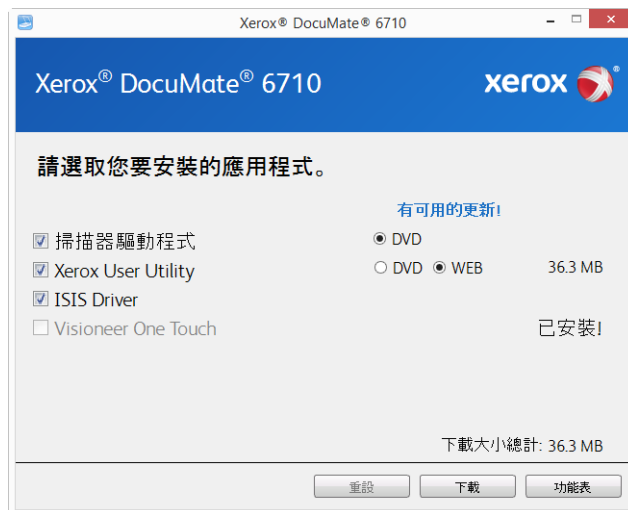 Xerox® DocuMate® 6710
Xerox® DocuMate® 6710
xerox®
請選取您要安裝的應用程式。
有可用的更新!
掃描器驅動程式 DVD
Xerox User Utility DVD WEB 36.3 MB
ISIS Driver
Visioneer One Touch 已安裝!
下載大小總計: 36.3 MB
重設 下載 功能表